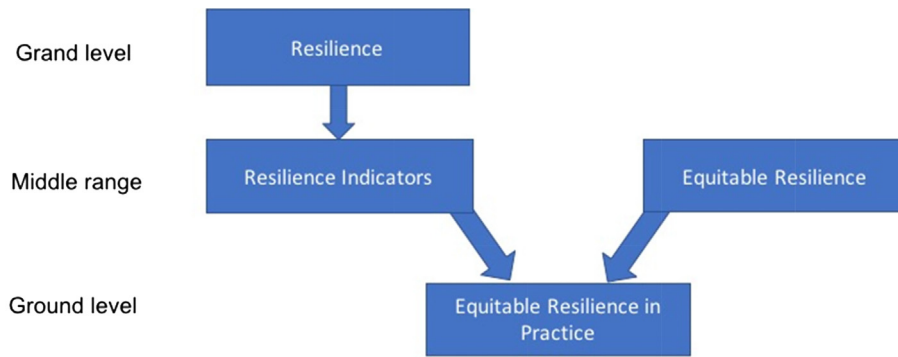 Grand level
Resilience
Middle range
Resilience Indicators
Equitable Resilience
Ground level
Equitable Resilience in
Practice